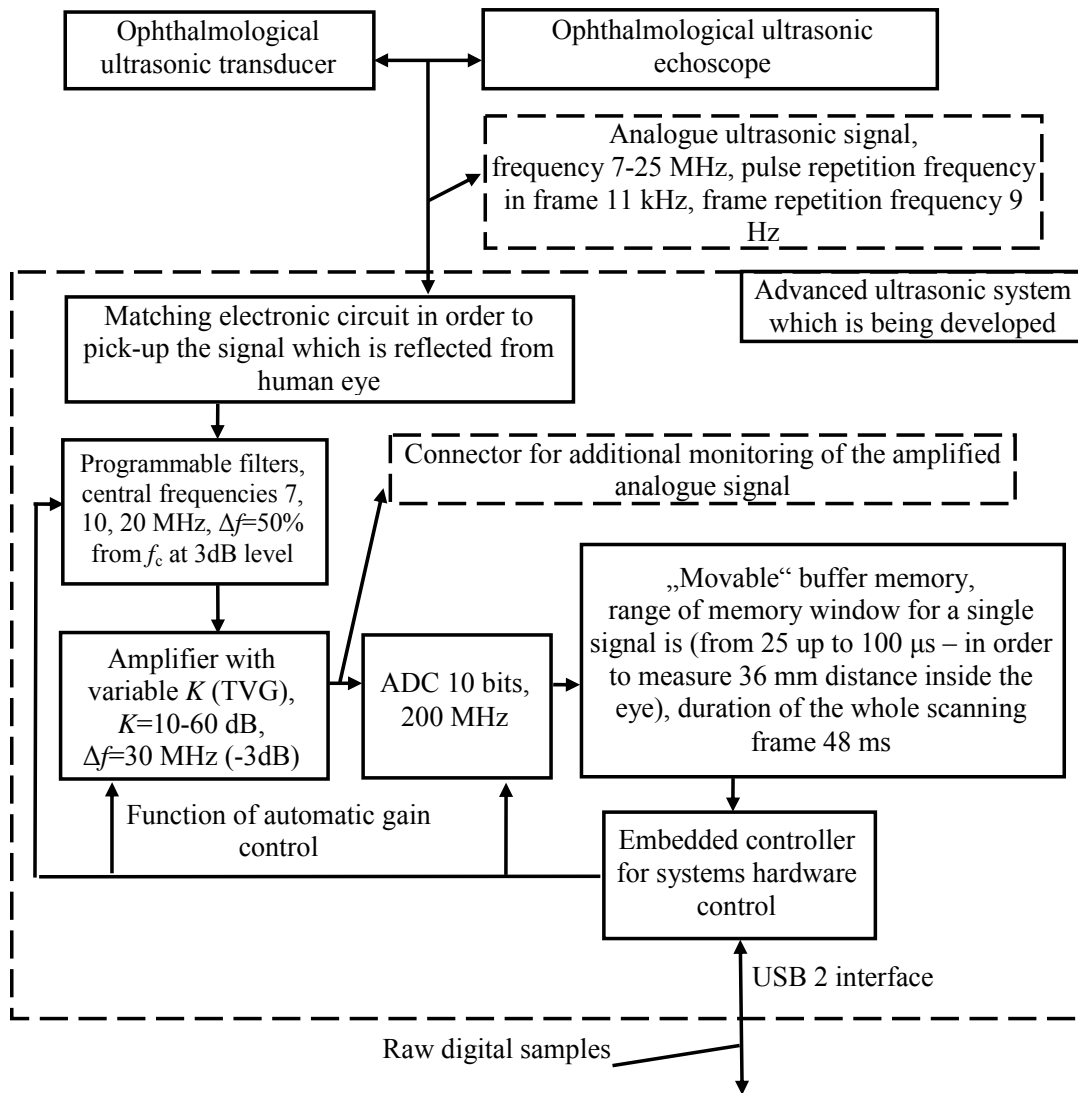 Ophthalmological
ultrasonic transducer
Ophthalmological ultrasonic
echoscope
Analogue ultrasonic signal,
frequency 7-25 MHz, pulse repetition frequency
in frame 11 kHz, frame repetition frequency 9
Hz
Advanced ultrasonic system
which is being developed
Matching electronic circuit in order to
pick-up the signal which is reflected from
human eye
Programmable filters,
central frequencies 7,
10, 20 MHz, Δf=50%
from fc at 3dB level
Connector for additional monitoring of the amplified
analogue signal
Amplifier with
variable K (TVG),
K=10-60 dB,
Δf=30 MHz (-3dB)
ADC 10 bits,
200 MHz
„Movable“ buffer memory,
range of memory window for a single
signal is (from 25 up to 100 μs – in order
to measure 36 mm distance inside the
eye), duration of the whole scanning
frame 48 ms
Function of automatic gain
control
Embedded controller
for systems hardware
control
USB 2 interface
Raw digital samples